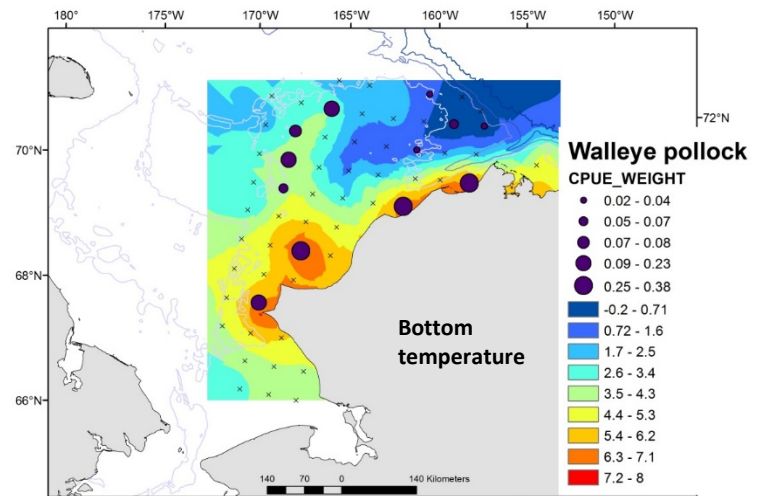 180° 175°W 170°W 165°W 160°W 155°W 150°W
72°N
70°N
68°N
66°N
Walleye pollock
CPUE_WEIGHT
0.02 - 0.04
0.05 - 0.07
0.07 - 0.08
0.09 - 0.23
0.25 - 0.38
-0.2 - 0.71
0.72 - 1.6
1.7 - 2.5
2.6 - 3.4
3.5 - 4.3
4.4 - 5.3
5.4 - 6.2
6.3 - 7.1
7.2 - 8
Bottom
temperature
140 70 0 140 Kilometers